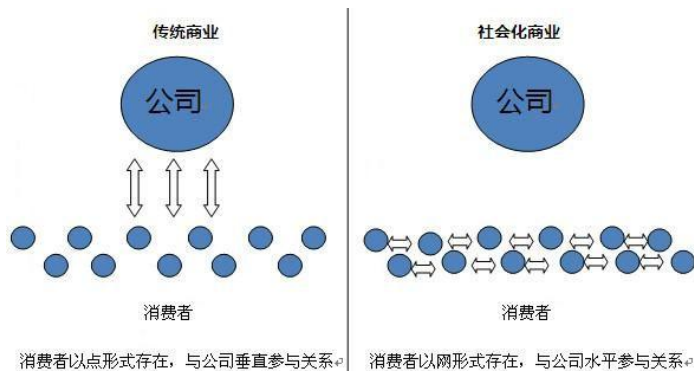 传统商业
公司
消费者
消费者以点形式存在，与公司垂直参与关系
社会化商业
公司
消费者
消费者以网形式存在，与公司水平参与关系